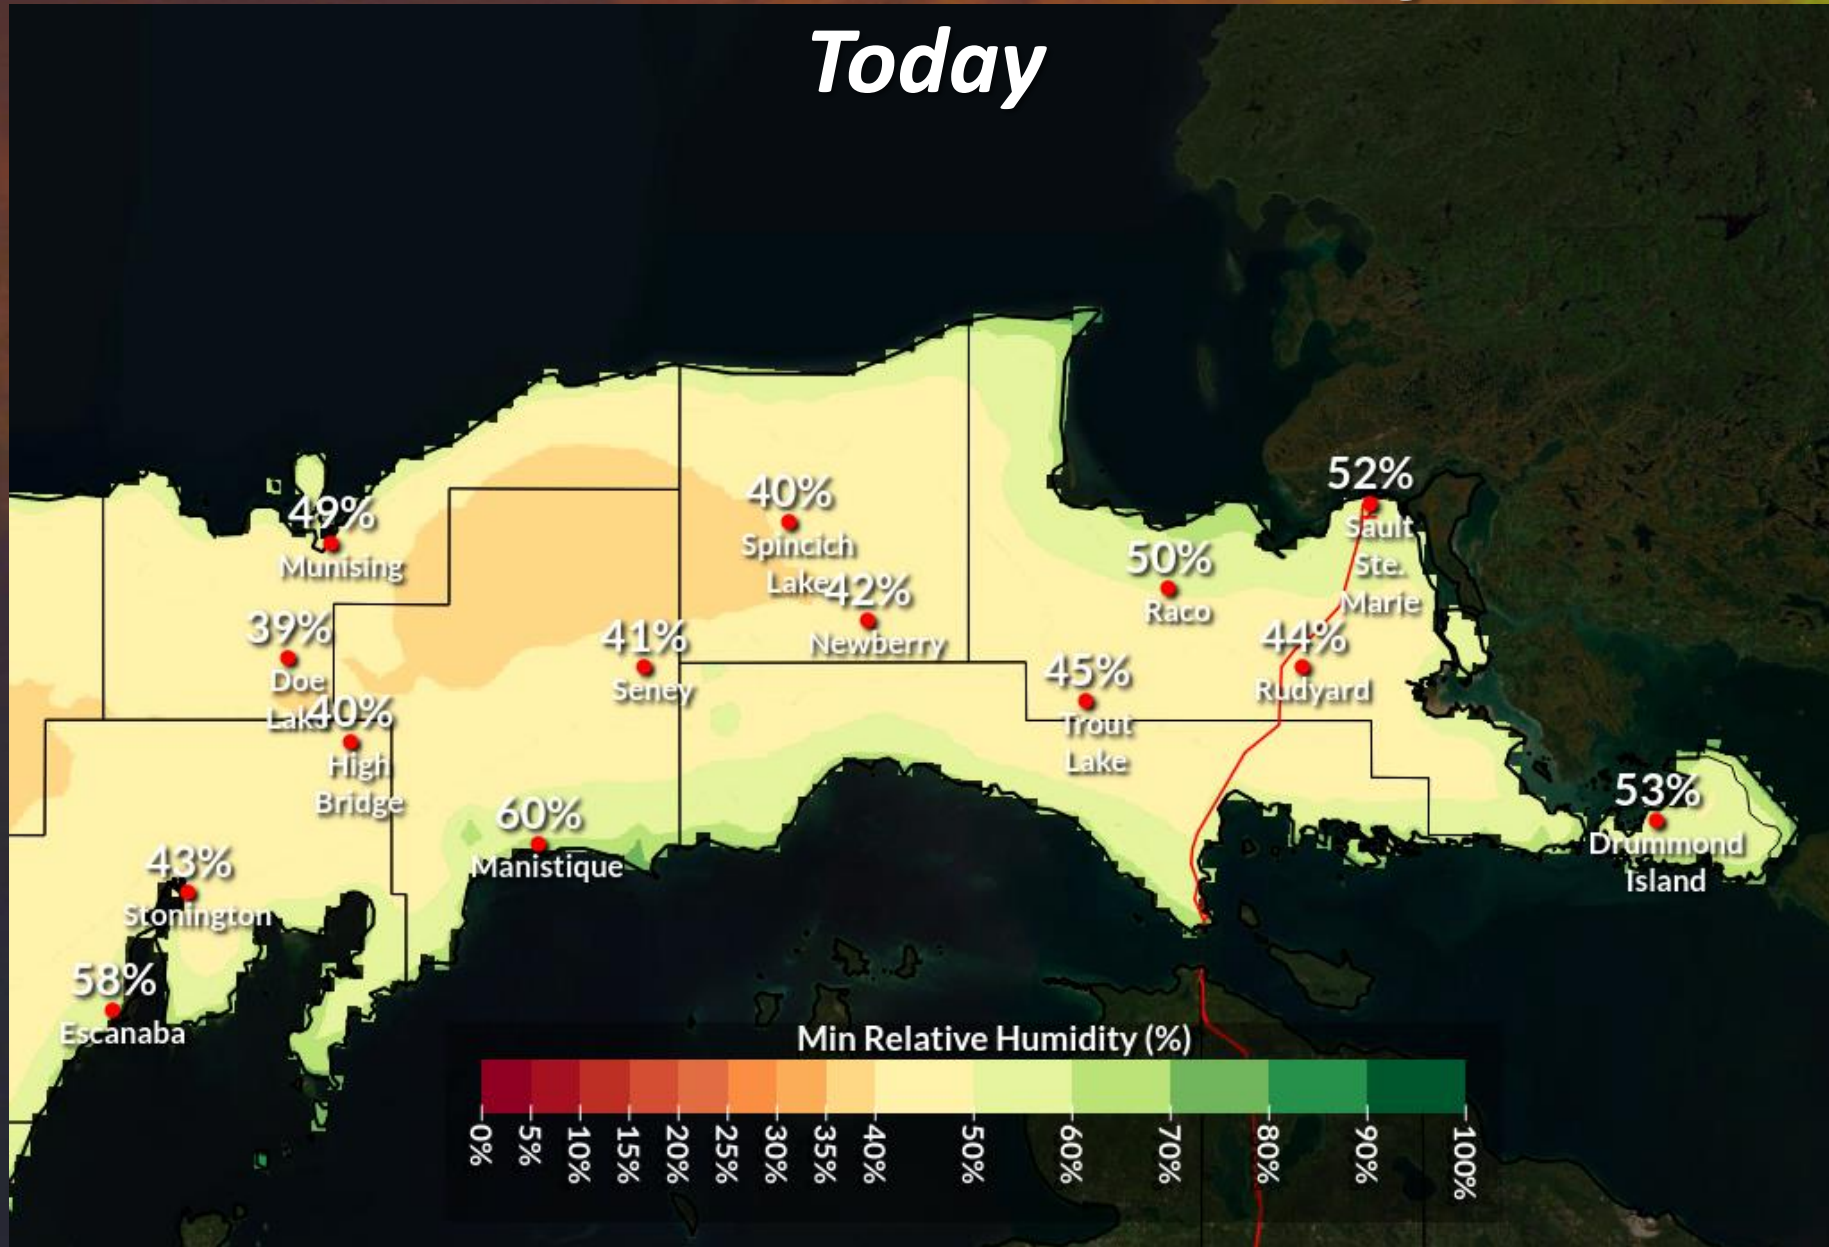 Today
52%
Sault
Ste.
Marie
49%
Munising
40%
Spincich
Lake
42%
Newberry
50%
Raco
39%
Doe
Lake
41%
Seney
44%
Rudyard
45%
Trout
Lake
40%
High
Bridge
60%
Manistique
53%
Drummond
Island
43%
Stonington
58%
Escanaba
Min Relative Humidity (%)
0% 5% 10% 15% 20% 25% 30% 35% 40% 50% 60% 70% 80% 90% 100%